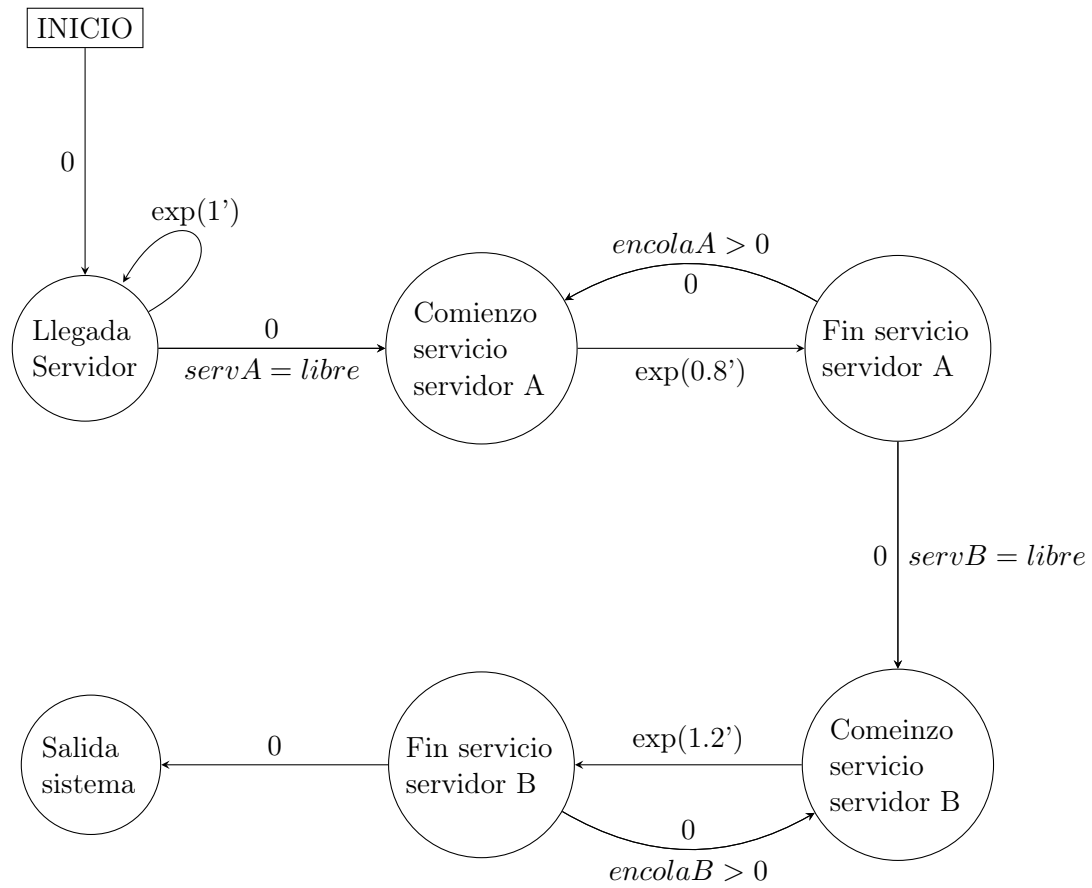 INICIO
0
exp(1')
Llegada
Servidor
0
servA = libre
Comienzo
servicio
servidor A
encolaA > 0
0
exp(0.8')
Fin servicio
servidor A
0
servB = libre
Comeinzo
servicio
servidor B
exp(1.2')
0
encolaB > 0
Fin servicio
servidor B
0
Salida
sistema